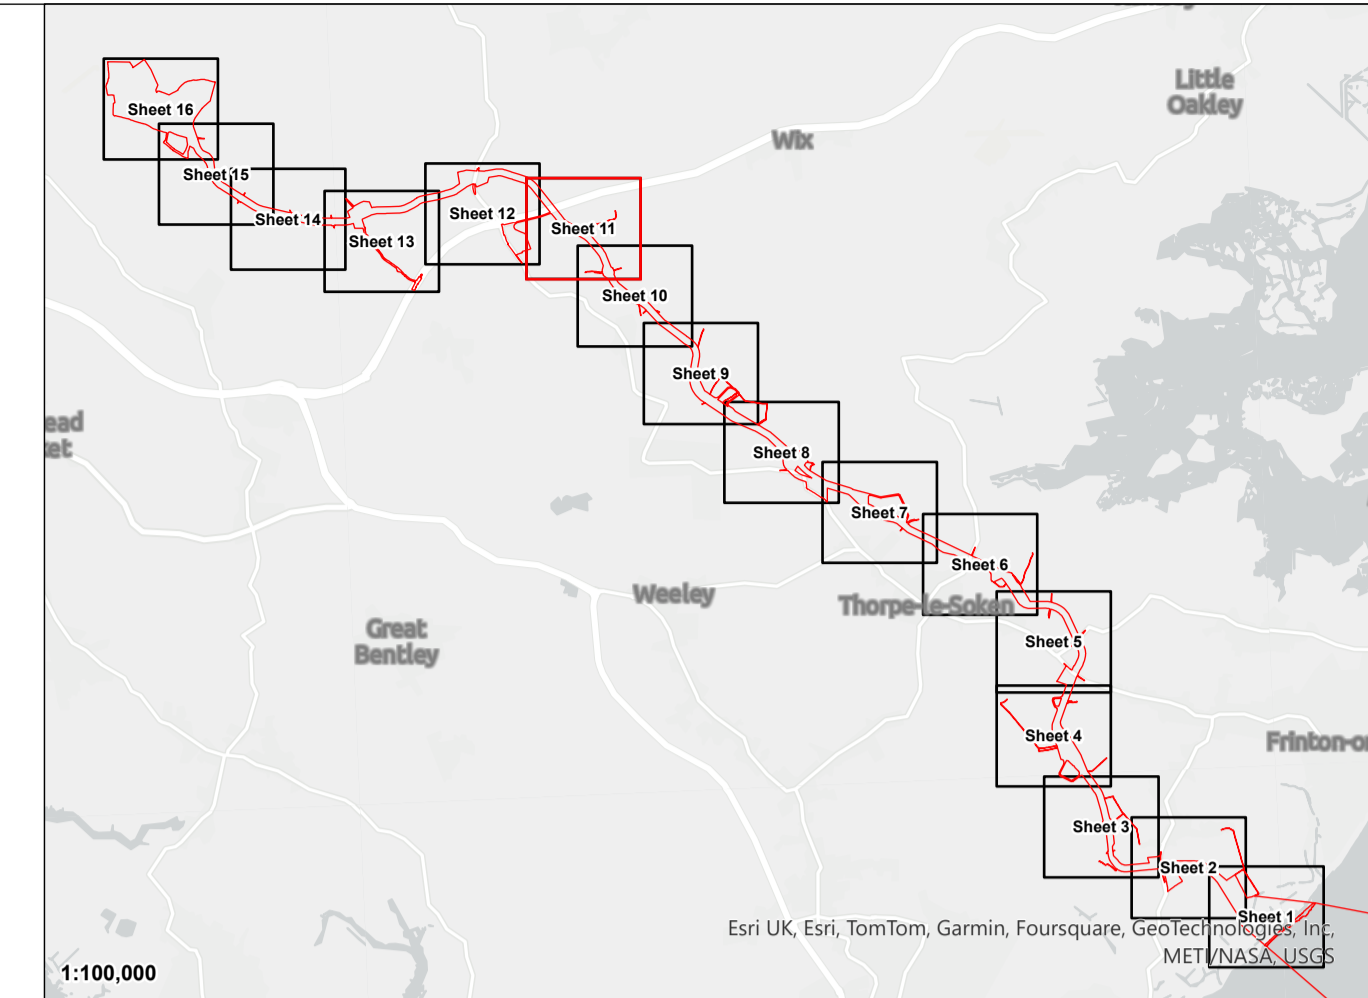 Little
Oakley
Wix
Sheet 16
Sheet 15
Sheet 14
Sheet 13
Sheet 12
Sheet 11
Sheet 10
Sheet 9
ead
Sheet 8
Sheet 7
Sheet 6
Weeley
Thorpe-le-Soken
Great
Bentley
Sheet 5
Sheet 4
Frinton-o
Sheet 3
Sheet 2
Sheet 1
Esri UK, Esri, TomTom, Garmin, Foursquare, GeoTechnologies, Inc,
METI/NASA, USGS
1:100,000